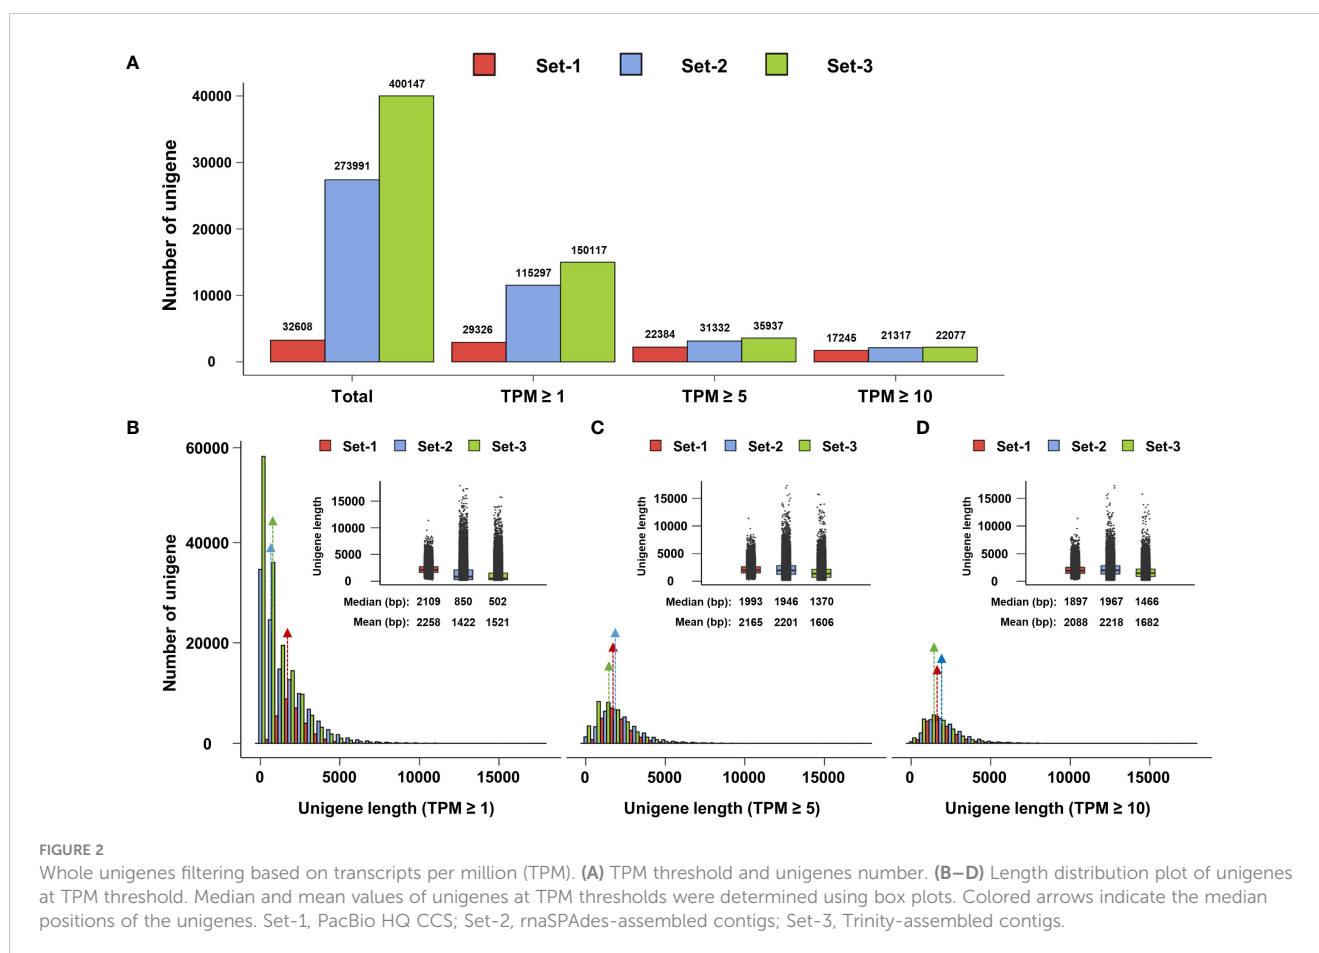 A
Set-1 Set-2 Set-3
Number of unigene
40000
30000
20000
10000
0
32608 273991 400147
29326 115297 150117
22384 31332 35937
17245 21317 22077
Total TPM ≥ 1 TPM ≥ 5 TPM ≥ 10
B
Set-1 Set-2 Set-3
Number of unigene
60000
40000
20000
0
Unigene length
15000
10000
5000
0
Median (bp): 2109 850 502
Mean (bp): 2258 1422 1521
0 5000 10000 15000
Unigene length (TPM ≥ 1)
C
Set-1 Set-2 Set-3
Unigene length
15000
10000
5000
0
Median (bp): 1993 1946 1370
Mean (bp): 2165 2201 1606
0 5000 10000 15000
Unigene length (TPM ≥ 5)
D
Set-1 Set-2 Set-3
Unigene length
15000
10000
5000
0
Median (bp): 1897 1967 1466
Mean (bp): 2088 2218 1682
0 5000 10000 15000
Unigene length (TPM ≥ 10)
FIGURE 2
Whole unigenes filtering based on transcripts per million (TPM). (A) TPM threshold and unigenes number. (B–D) Length distribution plot of unigenes
at TPM threshold. Median and mean values of unigenes at TPM thresholds were determined using box plots. Colored arrows indicate the median
positions of the unigenes. Set-1, PacBio HQ CCS; Set-2, rnaSPAdes-assembled contigs; Set-3, Trinity-assembled contigs.